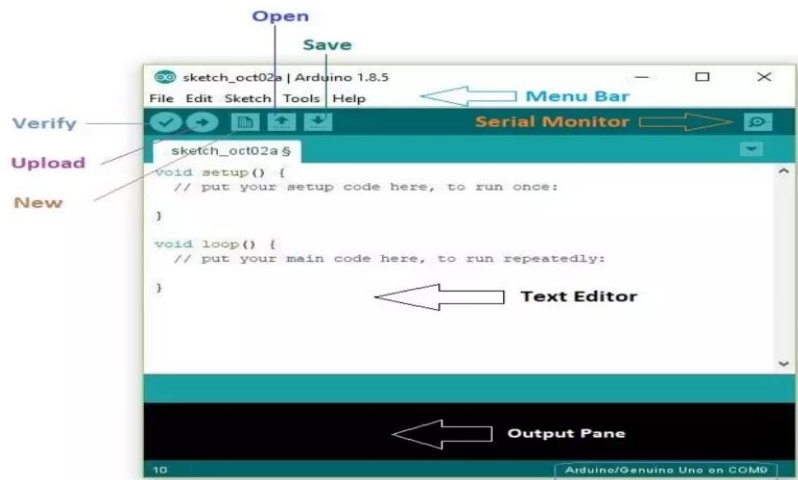 Open
Save
sketch_oct02a | Arduino 1.8.5
File Edit Sketch Tools Help
Menu Bar
Verify
Serial Monitor
Upload
sketch_oct02a §
New
void setup() {
// put your setup code here, to run once:
}
void loop() {
// put your main code here, to run repeatedly:
}
Text Editor
Output Pane
10
Arduino/Genuino Uno on COM9